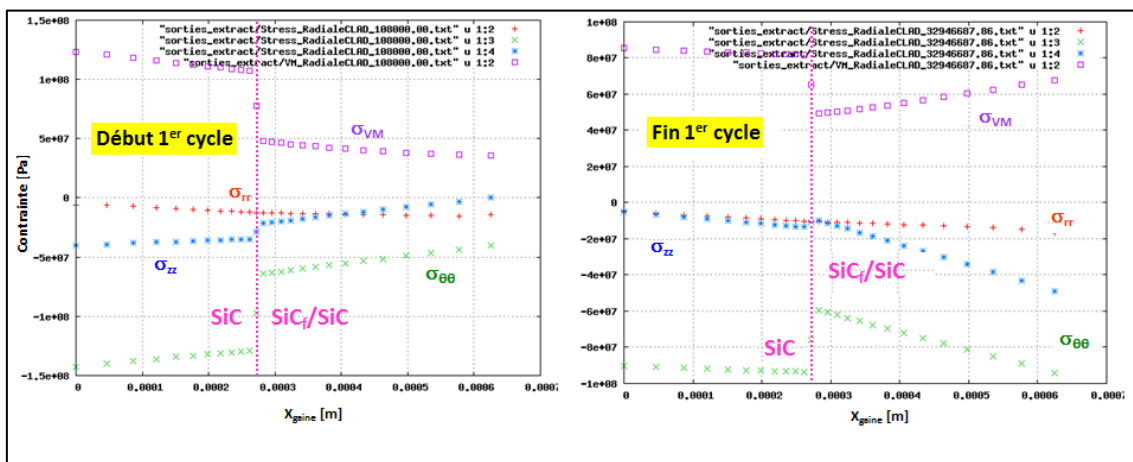 "sorties_extract/Stress_RadialeCLAD_108000.00.txt" u 1:2
"sorties_extract/Stress_RadialeCLAD_108000.00.txt" u 1:3
"sorties_extract/Stress_RadialeCLAD_108000.00.txt" u 1:4
"sorties_extract/VM_RadialeCLAD_108000.00.txt" u 1:2
1.5e+08
1e+08
5e+07
0
-5e+07
-1e+08
-1.5e+08
Contrainte [Pa]
Début 1er cycle
σVM
σrr
σzz
σθθ
SiC
SiCf/SiC
0
0.0001
0.0002
0.0003
0.0004
0.0005
0.0006
0.0007
Xgaine [m]
"sorties_extract/Stress_RadialeCLAD_32946687.86.txt" u 1:2
"sorties_extract/Stress_RadialeCLAD_32946687.86.txt" u 1:3
"sorties_extract/Stress_RadialeCLAD_32946687.86.txt" u 1:4
"sorties_extract/VM_RadialeCLAD_32946687.86.txt" u 1:2
1e+08
8e+07
6e+07
4e+07
2e+07
0
-2e+07
-4e+07
-6e+07
-8e+07
-1e+08
Fin 1er cycle
σVM
σrr
σzz
SiCf/SiC
SiC
σθθ
0
0.0001
0.0002
0.0003
0.0004
0.0005
0.0006
0.0007
Xgaine [m]